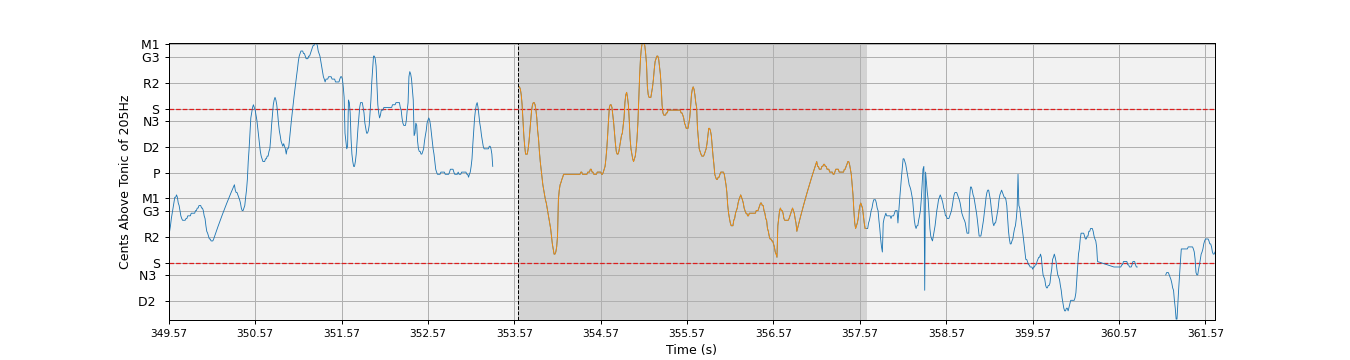 M1
G3
R2
S
N3
D2
P
M1
G3
R2
S
N3
D2
Cents Above Tonic of 205Hz
349.57 350.57 351.57 352.57 353.57 354.57 355.57 356.57 357.57 358.57 359.57 360.57 361.57
Time (s)